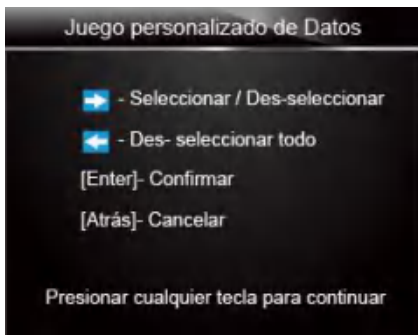 Juego personalizado de Datos
- Seleccionar / Des-seleccionar
- Des- seleccionar todo
[Enter]- Confirmar
[Atrás]- Cancelar
Presionar cualquier tecla para continuar